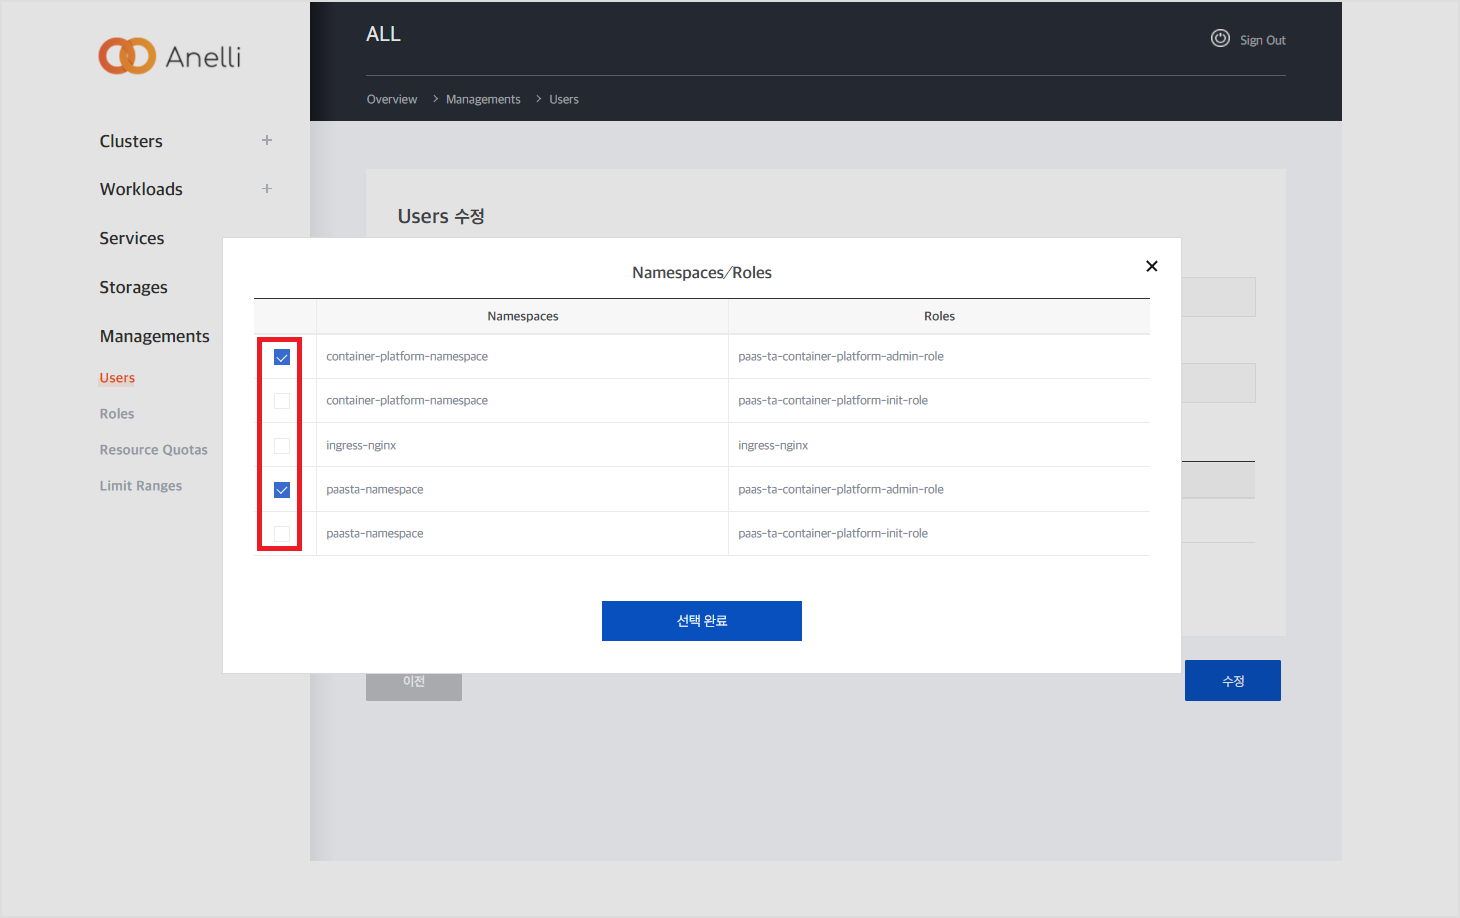 Anelli
ALL
Sign Out
Overview > Managements > Users
Clusters +
Workloads +
Services
Storages
Managements
Users
Roles
Resource Quotas
Limit Ranges
Users 수정
Namespaces/Roles
Namespaces Roles
container-platform-namespace paas-ta-container-platform-admin-role
container-platform-namespace paas-ta-container-platform-init-role
ingress-nginx ingress-nginx
paasta-namespace paas-ta-container-platform-admin-role
paasta-namespace paas-ta-container-platform-init-role
선택 완료
이전
수정